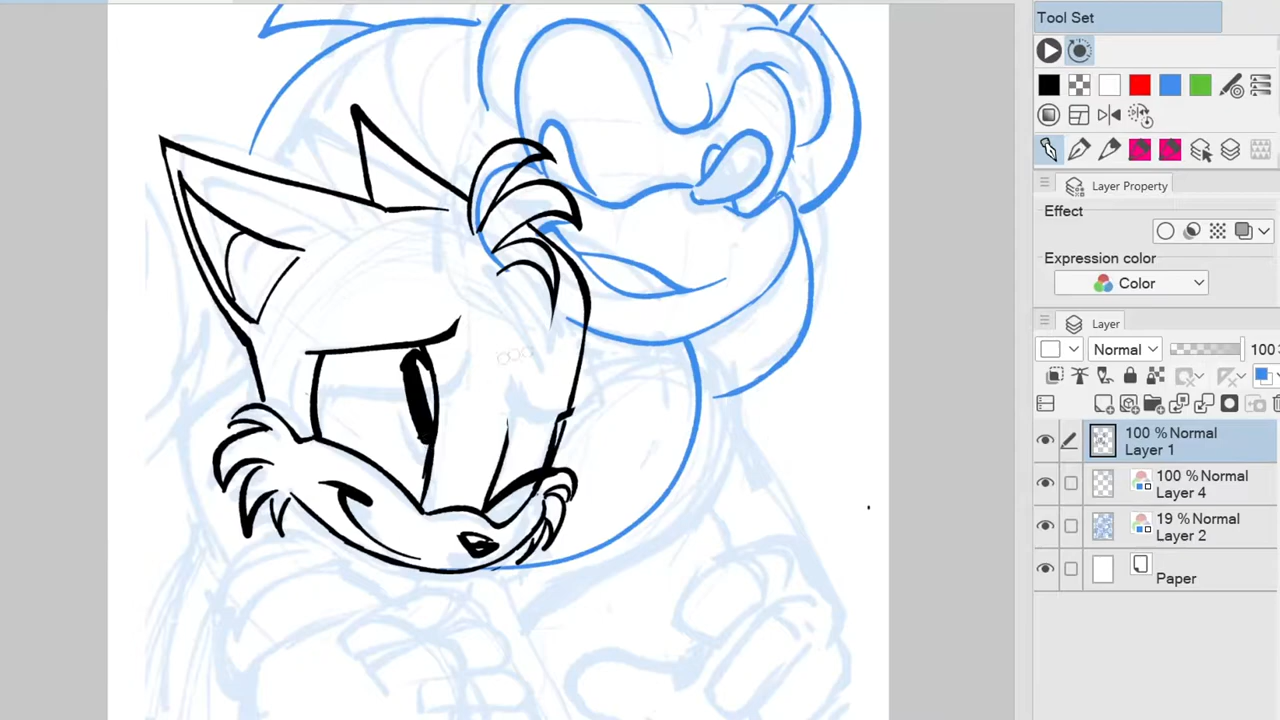 Tool Set
Layer Property
Effect
Expression color
Color
Layer
Normal
100
100 % Normal
Layer 1
100 % Normal
Layer 4
19 % Normal
Layer 2
Paper